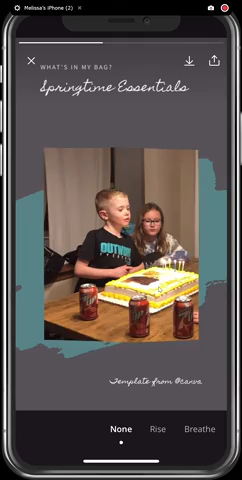 Melissa's iPhone (2)
WHAT'S IN MY BAG?
Springtime Essentials
Template from @canva
None
Rise
Breathe